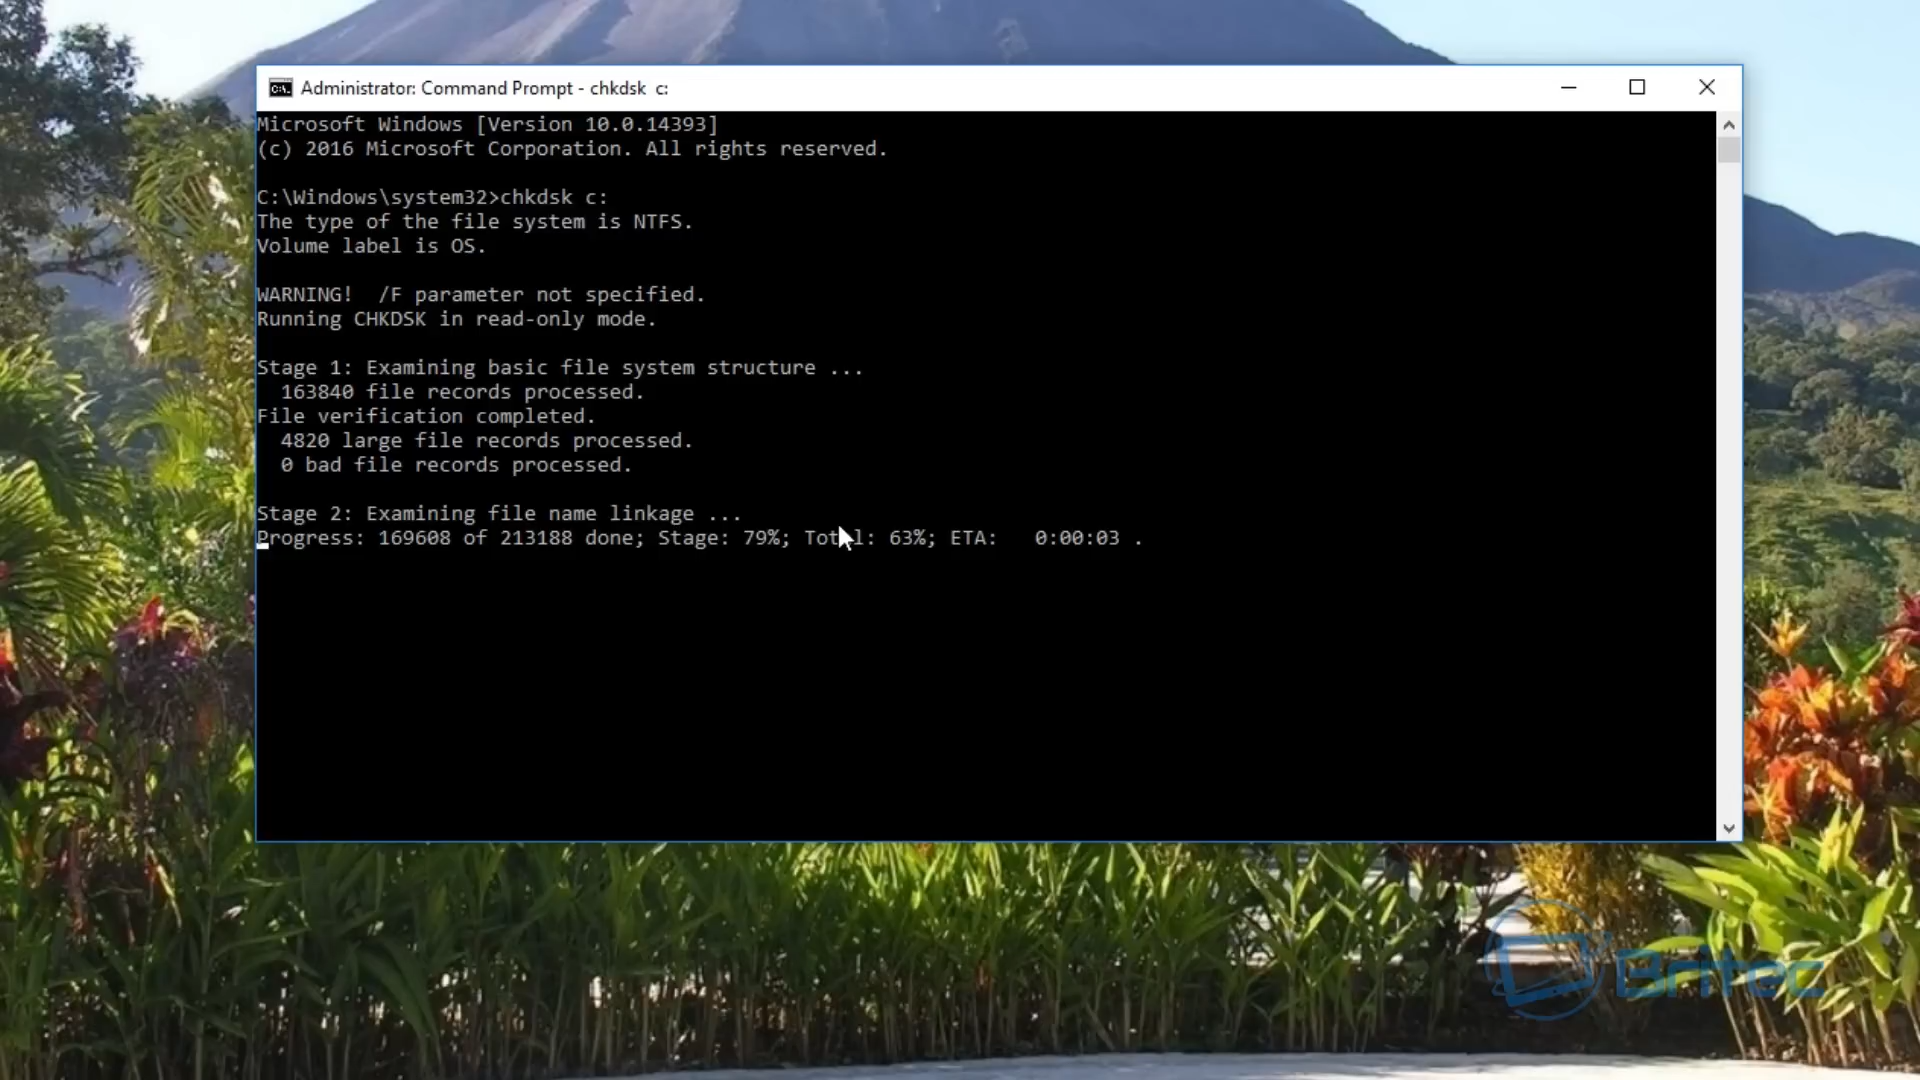 Administrator: Command Prompt - chkdsk  c:
Microsoft Windows [Version 10.0.14393]
(c) 2016 Microsoft Corporation. All rights reserved.
C:\Windows\system32>chkdsk c:
The type of the file system is NTFS.
Volume label is OS.
WARNING!  /F parameter not specified.
Running CHKDSK in read-only mode.
Stage 1: Examining basic file system structure ...
163840 file records processed.
File verification completed.
4820 large file records processed.
0 bad file records processed.
Stage 2: Examining file name linkage ...
Progress: 169608 of 213188 done; Stage: 79%; Total: 63%; ETA:   0:00:03 .
Britec